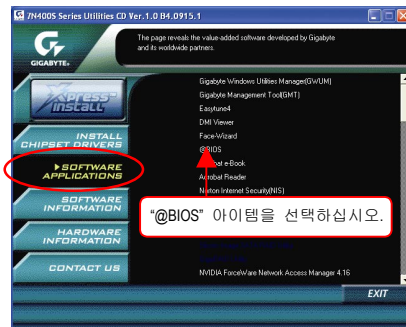 7N400S Series Utilities CD Ver.1.0 B4.0915.1
The page reveals the value-added software developed by Gigabyte
and its worldwide partners.
GIGABYTE
Xpress-
install
INSTALL
CHIPSET DRIVERS
SOFTWARE
APPLICATIONS
SOFTWARE
INFORMATION
HARDWARE
INFORMATION
CONTACT US
Gigabyte Windows Utilities Manager(GWUM)
Gigabyte Management Tool(GMT)
Easytune4
DMI Viewer
Face-Wizard
@BIOS
e-Book
Acrobat Reader
Norton Internet Security(NIS)
“@BIOS” 아이템을 선택하십시오.
NVIDIA ForceWare Network Access Manager 4.16
EXIT